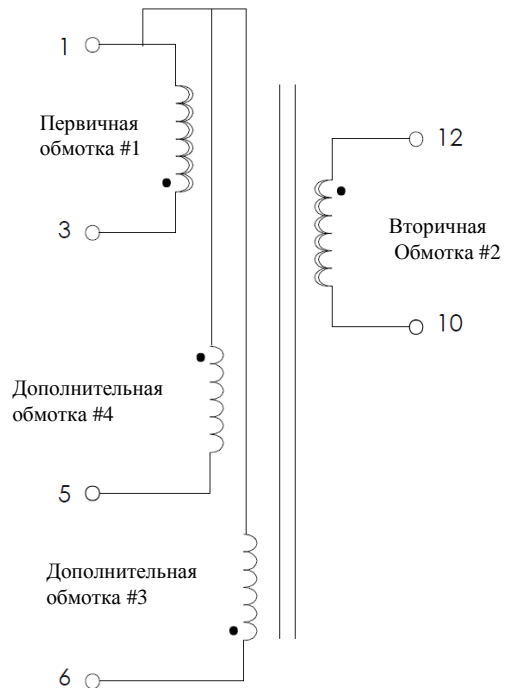 1
Первичная
обмотка #1
3
12
Вторичная
Обмотка #2
10
Дополнительная
обмотка #4
5
Дополнительная
обмотка #3
6